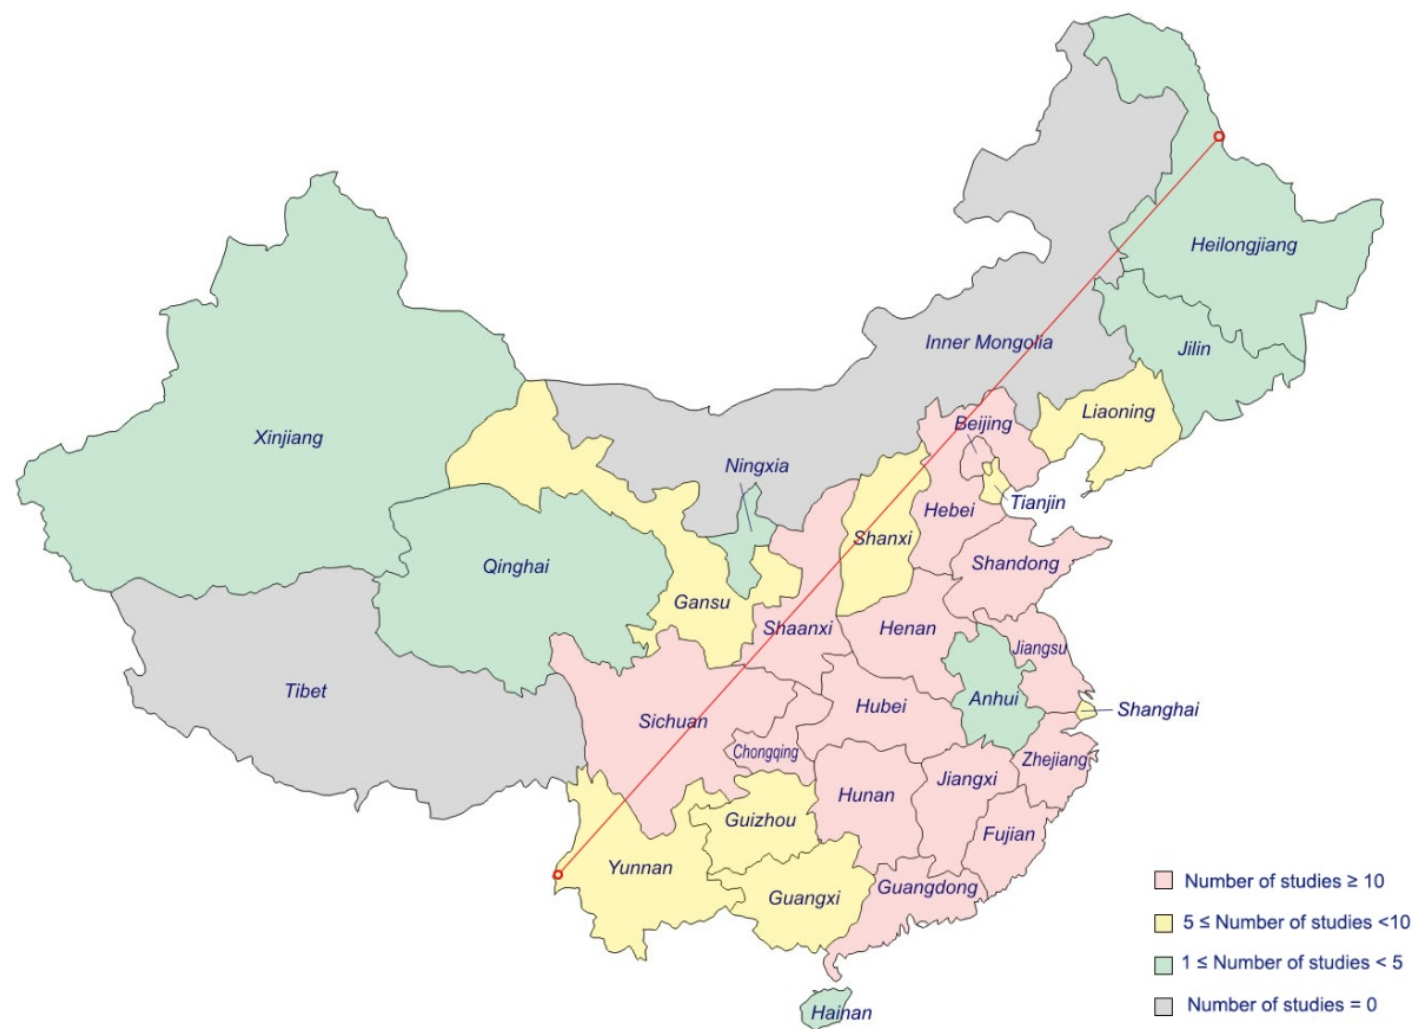 Heilongjiang
Inner Mongolia
Jilin
Liaoning
Beijing
Xinjiang
Ningxia
Tianjin
Hebei
Shanxi
Shandong
Qinghai
Gansu
Shaanxi
Henan
Jiangsu
Tibet
Anhui
Hubei
Shanghai
Sichuan
Chongqing
Zhejiang
Jiangxi
Hunan
Guizhou
Fujian
Yunnan
Guangdong
Guangxi
Hainan
Number of studies ≥ 10
5 ≤ Number of studies <10
1 ≤ Number of studies < 5
Number of studies = 0